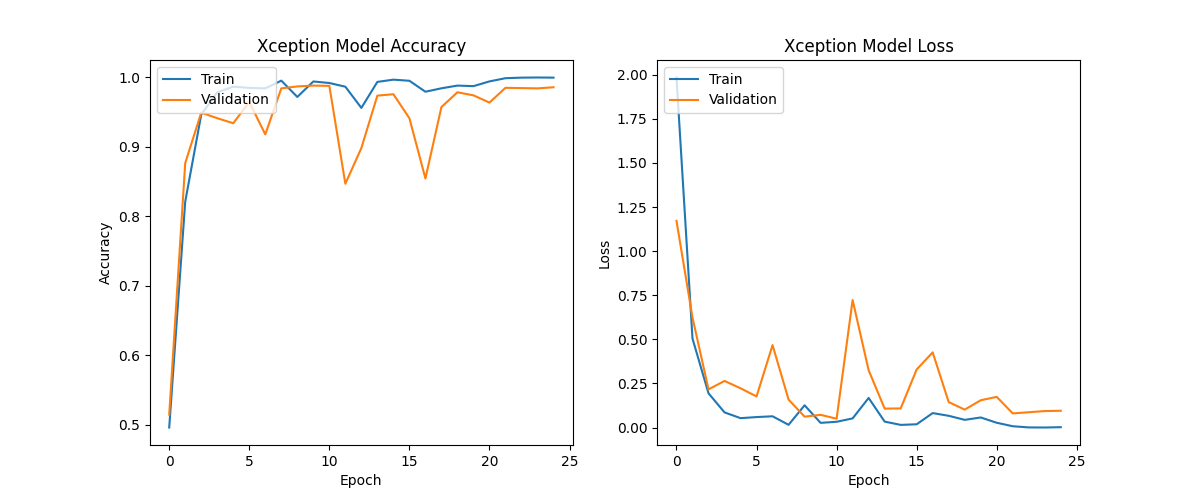 Xception Model Accuracy
Train
Validation
1.0
0.9
0.8
0.7
0.6
0.5
Accuracy
0 5 10 15 20 25
Epoch
Xception Model Loss
Train
Validation
2.00
1.75
1.50
1.25
1.00
0.75
0.50
0.25
0.00
Loss
0 5 10 15 20 25
Epoch